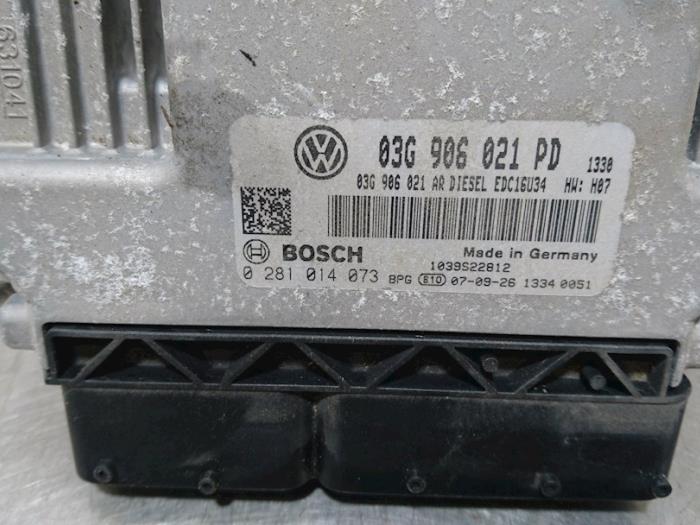 631041
03G 906 021 PD 1330
03G 906 021 AR DIESEL EDC16U34 HW: H07
BOSCH Made in Germany
1039S22812
0 281 014 073 BPG E10 07-09-26 1334 0051